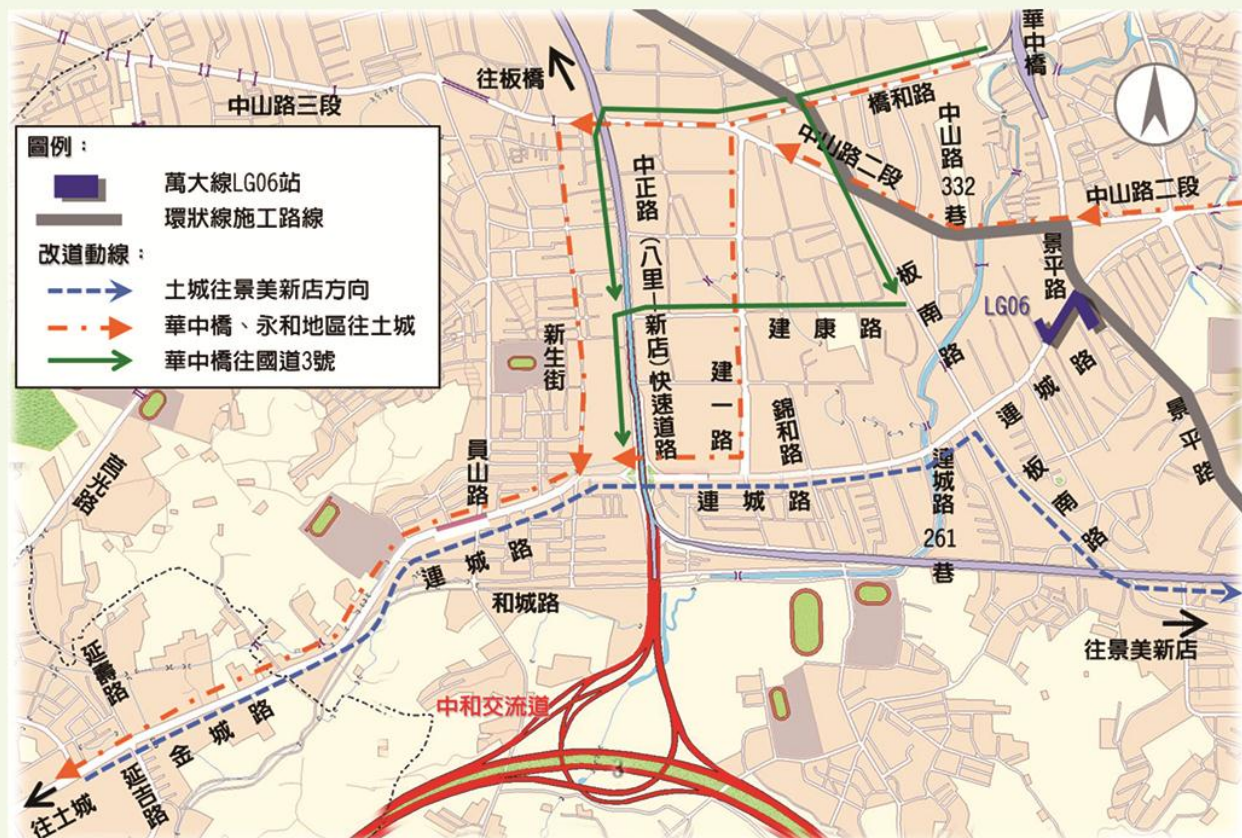 華中橋
往板橋
中山路三段
橋和路
中山路332巷
中山路二段
中山路二段
圖例：
萬大線LG06站
環狀線施工路線
改道動線：
土城往景美新店方向
華中橋、永和地區往土城
華中橋往國道3號
中正路（八里—新店）快速道路
景平路
LG06
板南路
建康路
新生街
建一路
錦和路
連城路
景平路
員山路
莒光路
連城路
連城路261巷
板南路
連城路
和城路
往景美新店
延壽路
中和交流道
金城路
延吉路
往土城
3